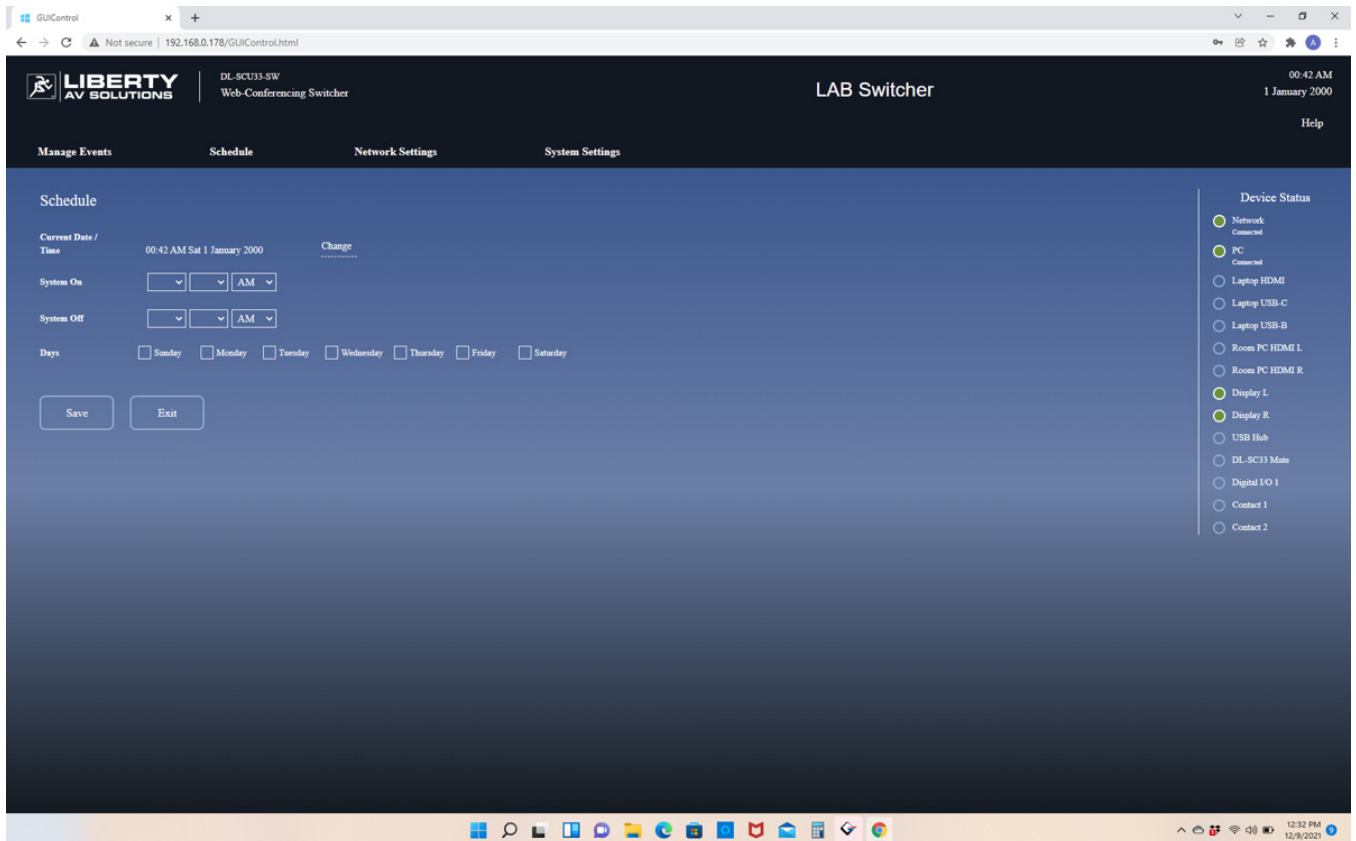 GUIControl
Not secure | 192.168.0.178/GUIControl.html
A
LIBERTY
AV SOLUTIONS
DL-SCU33-SW
Web-Conferencing Switcher
LAB Switcher
00:42 AM
1 January 2000
Help
Manage Events Schedule Network Settings System Settings
Schedule
Current Date /
Time
00:42 AM Sat 1 January 2000 Change
System On AM
System Off AM
Days Sunday Monday Tuesday Wednesday Thursday Friday Saturday
Save Exit
Device Status
Network
Connected
PC
Connected
Laptop HDMI
Laptop USB-C
Laptop USB-B
Room PC HDMI L
Room PC HDMI R
Display L
Display R
USB Hub
DL-SC33 Mute
Digital I/O 1
Contact 1
Contact 2
12:32 PM
12/9/2021
9